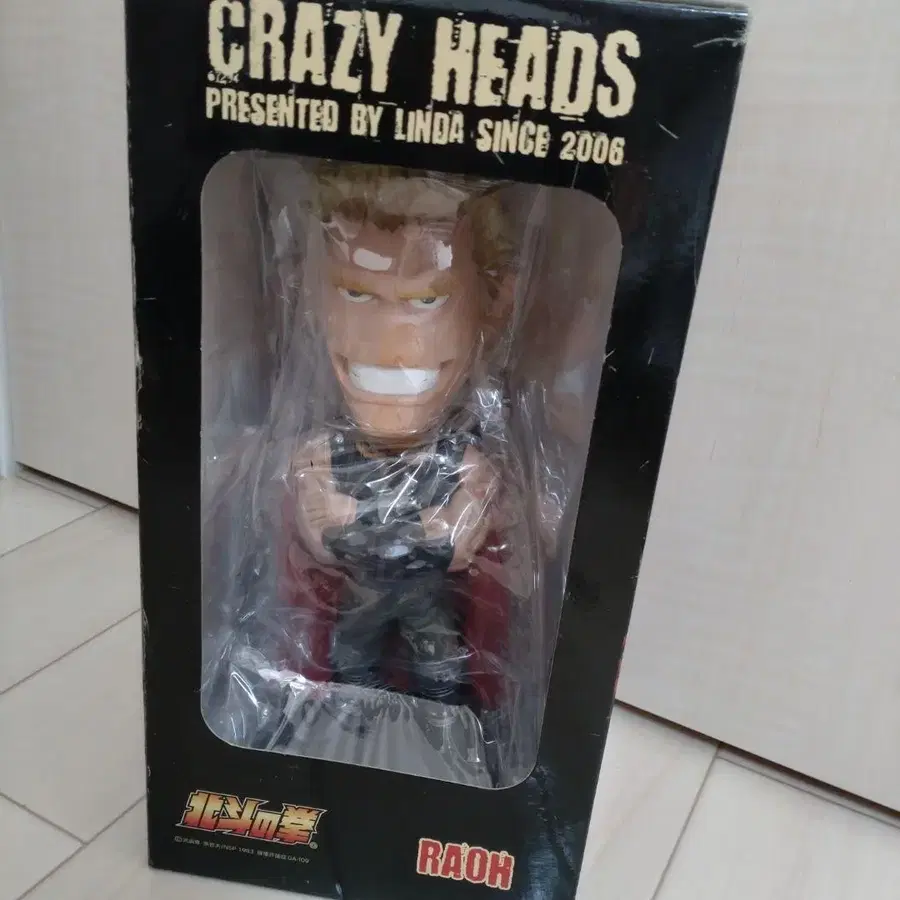 CRAZY HEADS
PRESENTED BY LINDA SINCE 2006
北斗の拳
RAOH